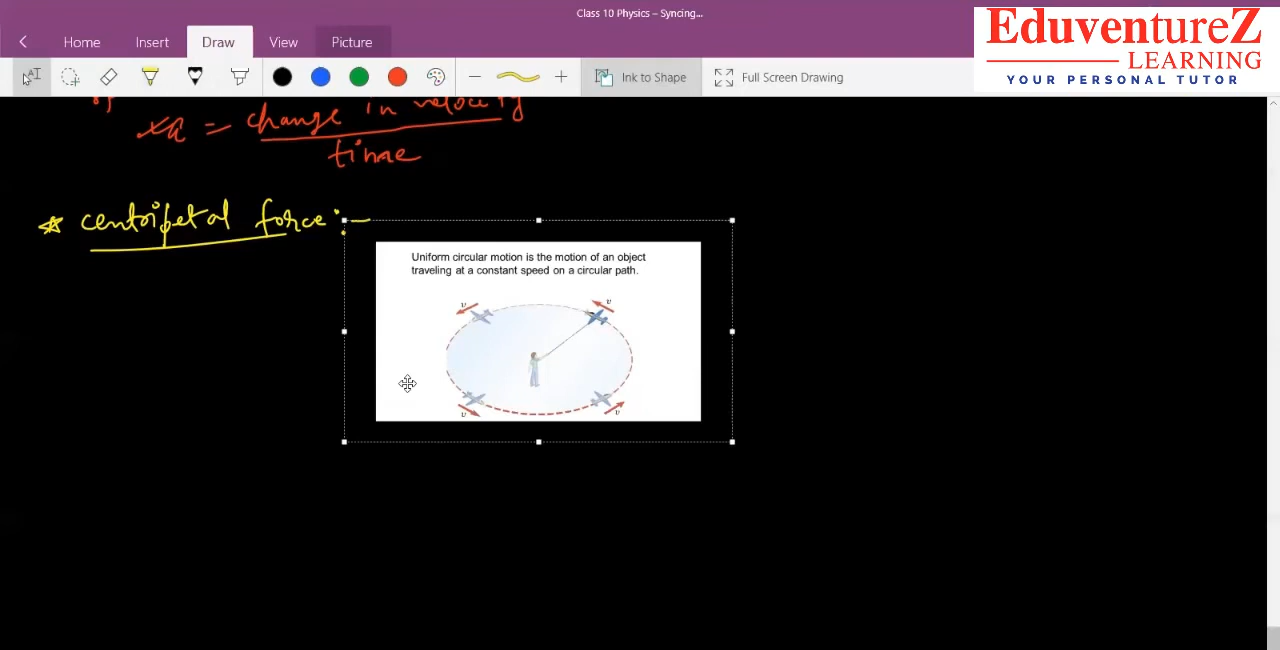 Class 10 Physics – Syncing...
EduventureZ
LEARNING
YOUR PERSONAL TUTOR
Home Insert Draw View Picture
Ink to Shape Full Screen Drawing
= change in velocity
time
* centripetal force :-
Uniform circular motion is the motion of an object
traveling at a constant speed on a circular path.
v v
v v